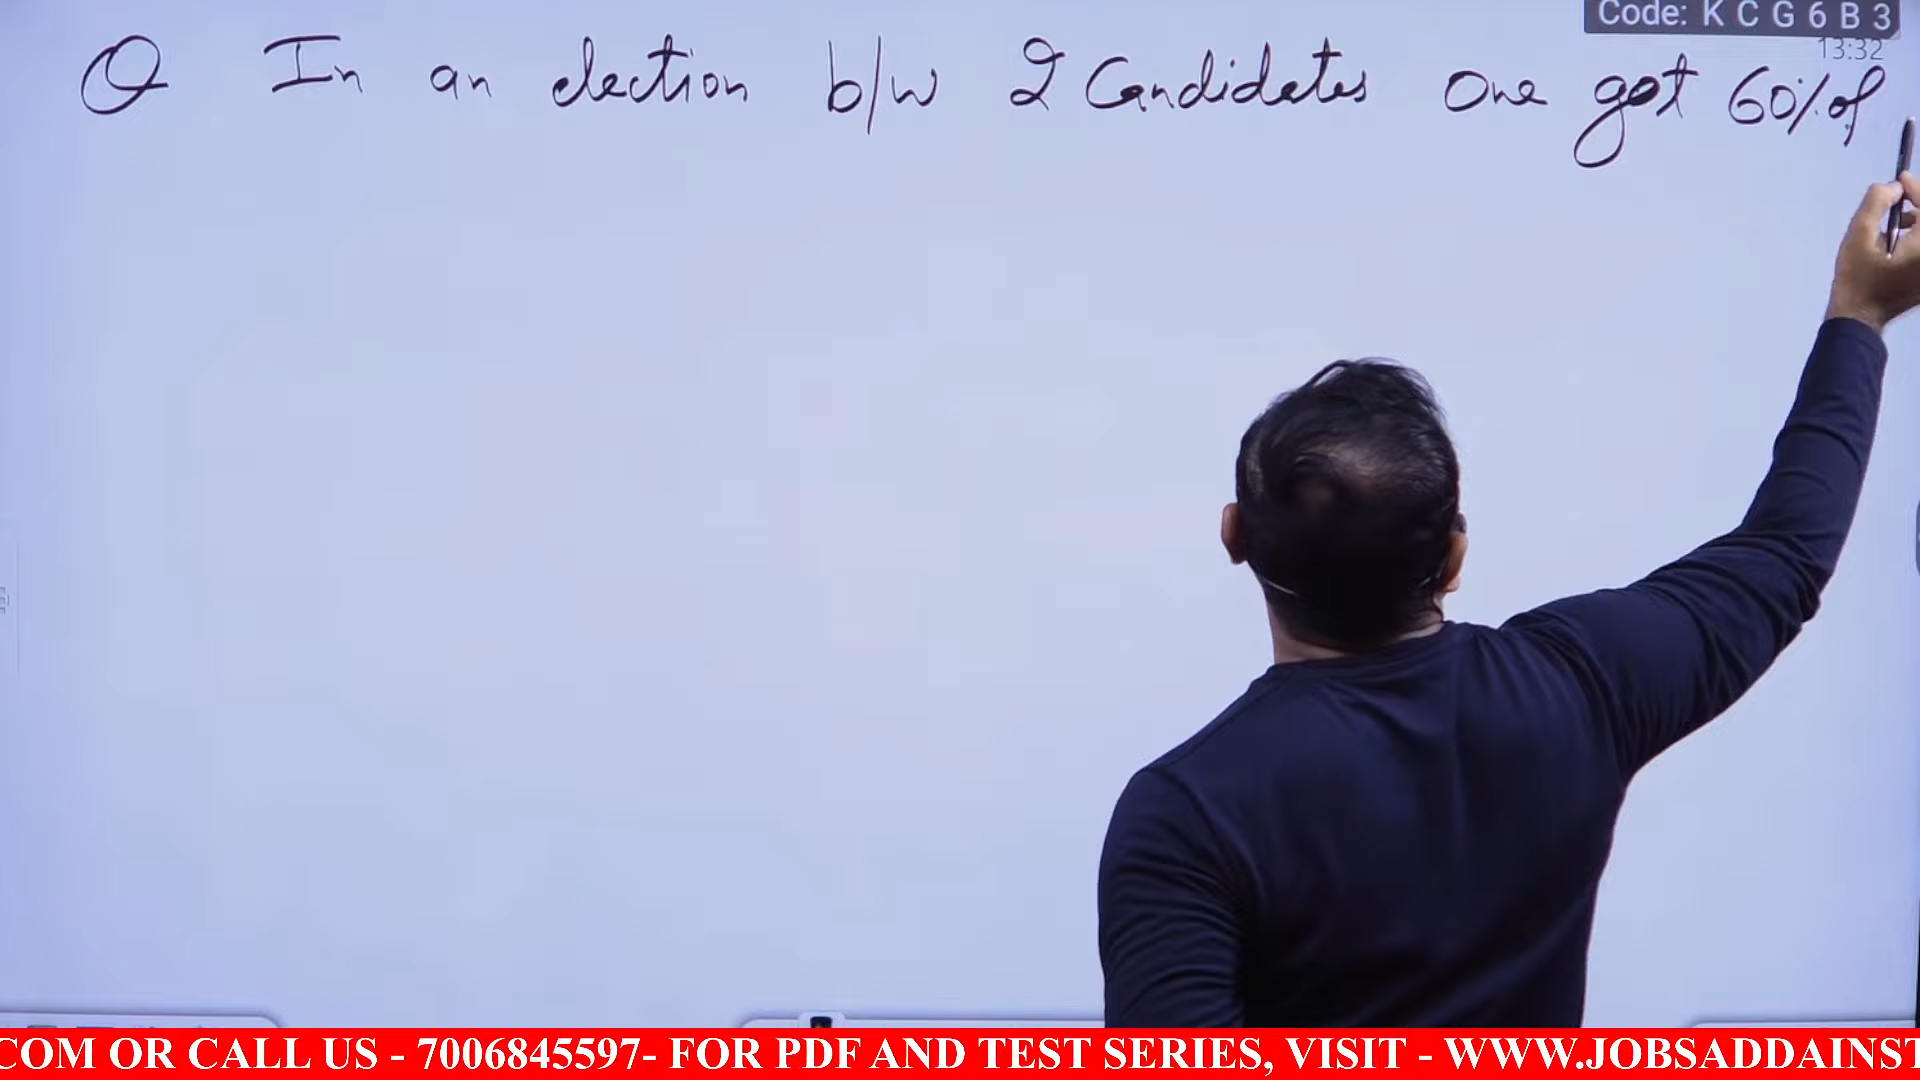 Code: K C G 6 B 3
13:32
Q In an election b/w 2 Candidates one got 60% of
COM OR CALL US - 7006845597- FOR PDF AND TEST SERIES, VISIT - WWW.JOBSADDAINST